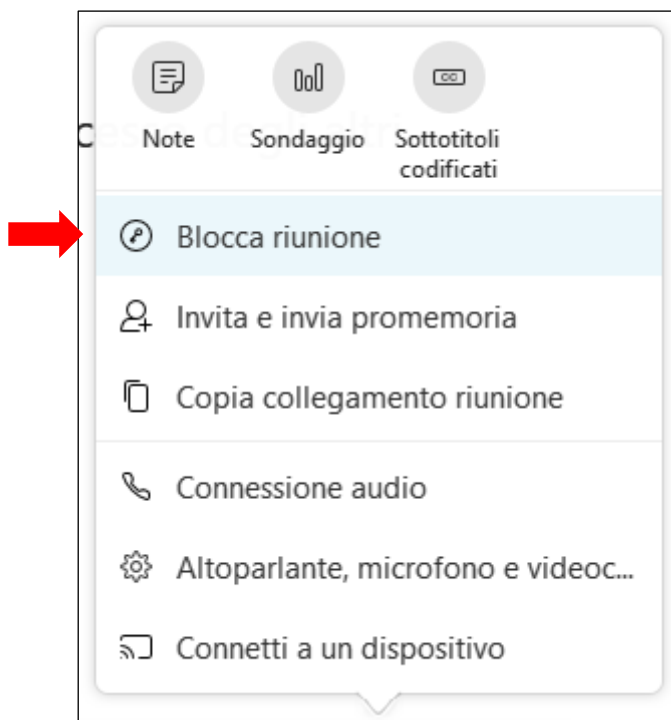 Note
Sondaggio
Sottotitoli
codificati
Blocca riunione
Invita e invia promemoria
Copia collegamento riunione
Connessione audio
Altoparlante, microfono e videoc...
Connetti a un dispositivo